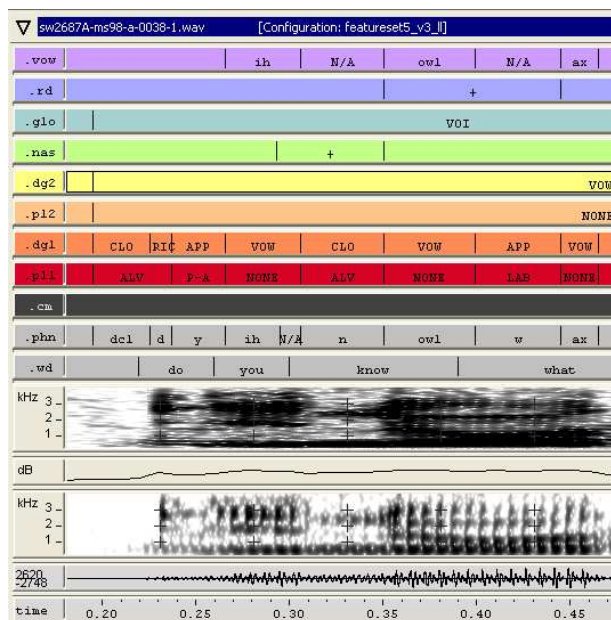 sw2687A-ms98-a-0038-1.wav [Configuration: featureset5_v3_ll]
.vow ih N/A ow1 N/A ax
.rd +
.glo VOI
.nas +
.dg2 VOW
.pl2 NONE
.dg1 CLO RIC APP VOW CLO VOW APP VOW
.pl1 ALV P-A NONE ALV NONE LAB NONE
.cm
.phn dcl d y ih N/A n ow1 w ax
.wd do you know what
kHz 3
2
1
dB
kHz 3
2
1
2620
-2748
time 0.20 0.25 0.30 0.35 0.40 0.45